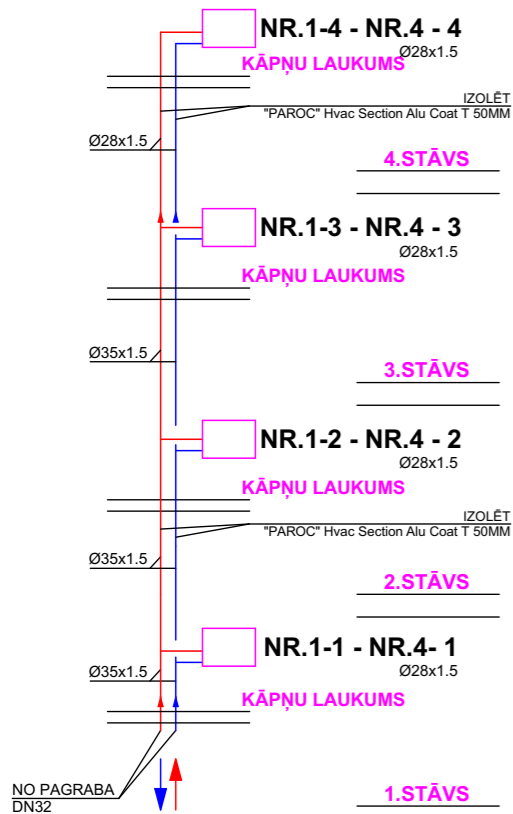 NR.1-4 - NR.4 - 4
Ø28x1.5
KĀPŅU LAUKUMS
IZOLĒT
"PAROC" Hvac Section Alu Coat T 50MM
Ø28x1.5
4.STĀVS
NR.1-3 - NR.4 - 3
Ø28x1.5
KĀPŅU LAUKUMS
Ø35x1.5
3.STĀVS
NR.1-2 - NR.4 - 2
Ø28x1.5
KĀPŅU LAUKUMS
IZOLĒT
"PAROC" Hvac Section Alu Coat T 50MM
Ø35x1.5
2.STĀVS
NR.1-1 - NR.4- 1
Ø28x1.5
Ø35x1.5
KĀPŅU LAUKUMS
NO PAGRABA
DN32
1.STĀVS